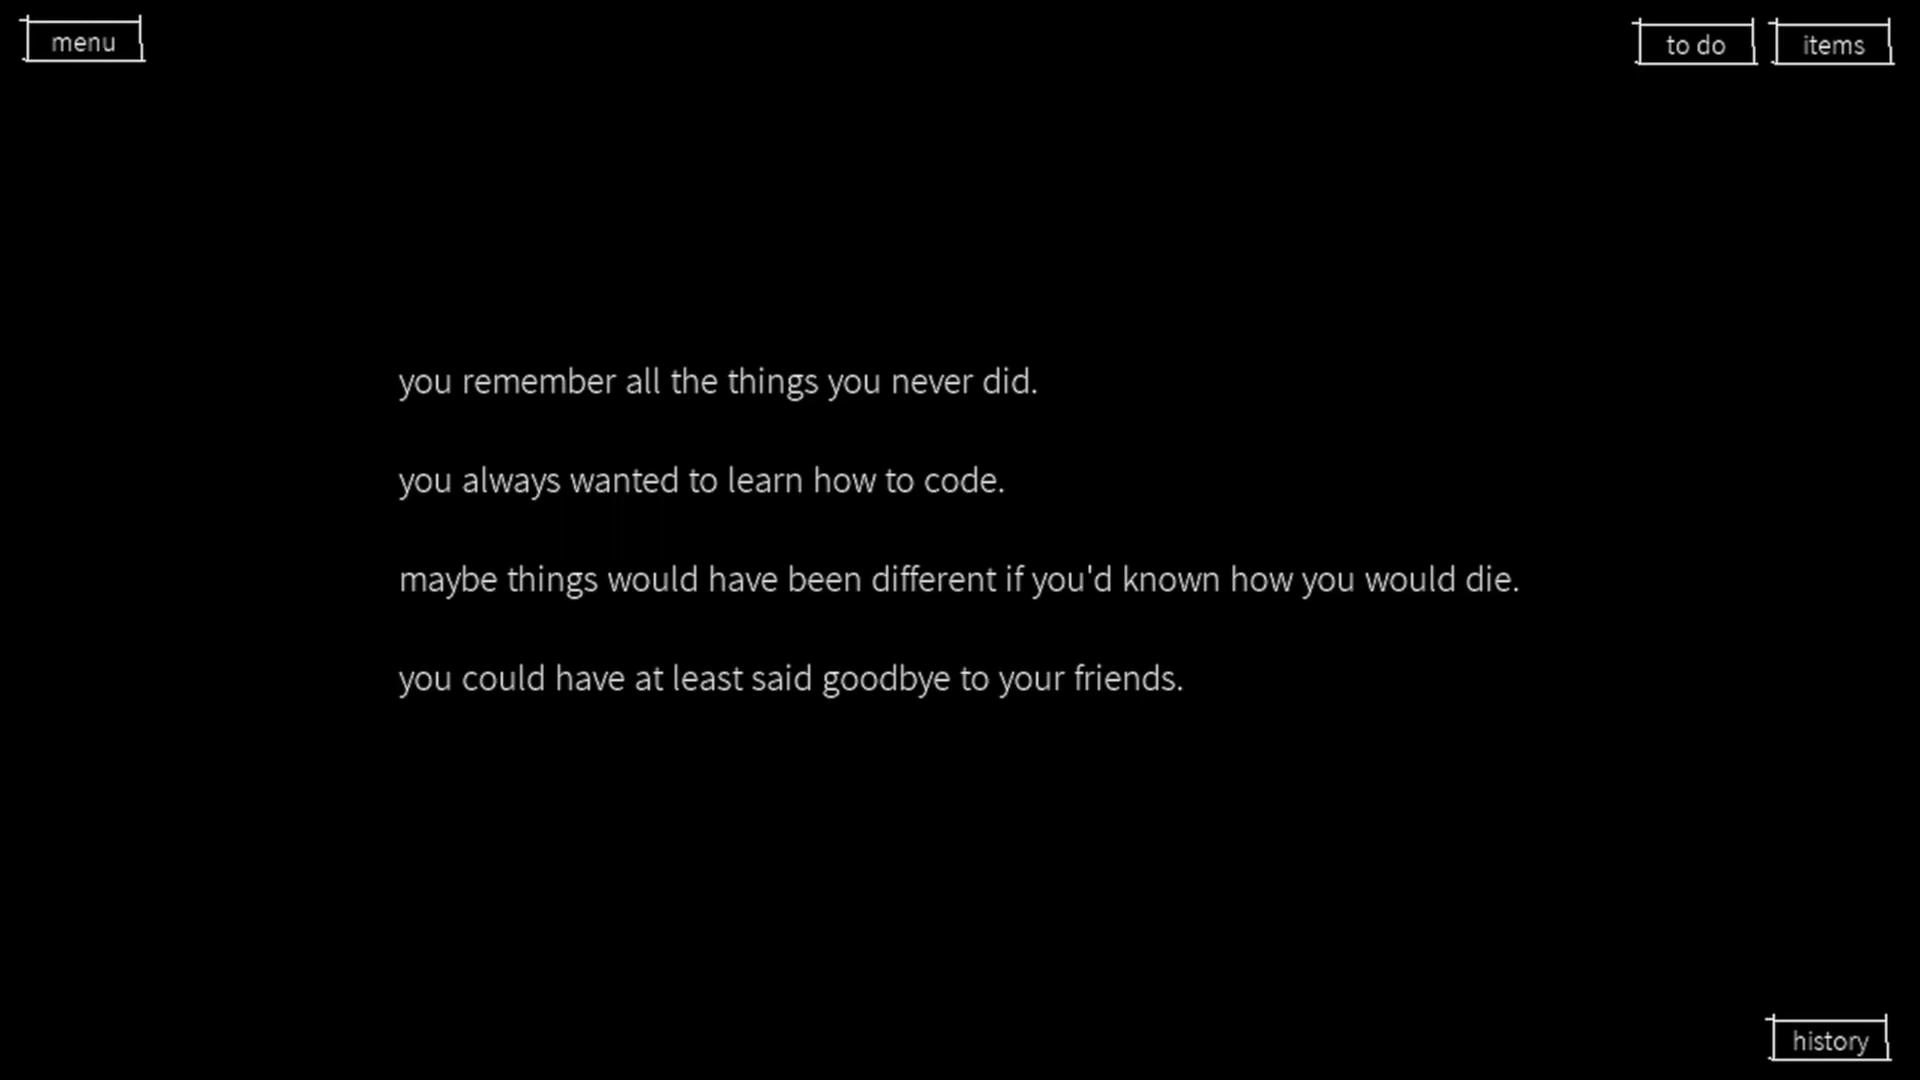 menu
to do
items
you remember all the things you never did.
you always wanted to learn how to code.
maybe things would have been different if you'd known how you would die.
you could have at least said goodbye to your friends.
history